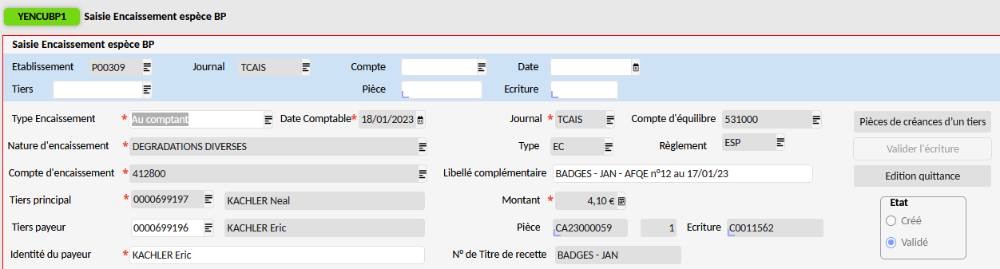 YENCUBP1 Saisie Encaissement espèce BP
Saisie Encaissement espèce BP
Etablissement P00309 Journal TCAIS Compte Date
Tiers Pièce Ecriture
Type Encaissement * Au comptant Date Comptable* 18/01/2023 Journal * TCAIS Compte d'équilibre 531000 Pièces de créances d'un tiers
Nature d'encaissement * DEGRADATIONS DIVERSES Type EC Règlement ESP Valider l'écriture
Compte d'encaissement * 412800 Libellé complémentaire BADGES - JAN - AFQE n°12 au 17/01/23 Edition quittance
Tiers principal * 0000699197 KACHLER Neal Montant * 4,10 € Etat
Tiers payeur 0000699196 KACHLER Eric Pièce CA23000059 1 Ecriture C0011562 Créé
Validé
Identité du payeur * KACHLER Eric N° de Titre de recette BADGES - JAN